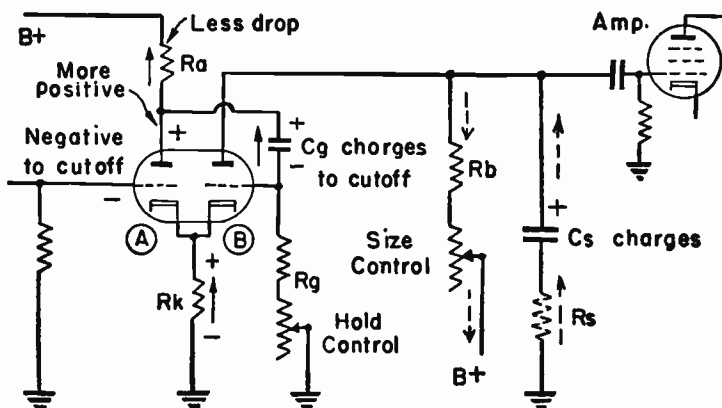 B+
Less drop
Ra
Amp.
More
positive
+
+
Negative
to cutoff
Cg charges
to cutoff
-
-
Rb
+
A
B
Size
Control
Cs charges
Rg
+
Rk
-
Hold
Control
Rs
B+